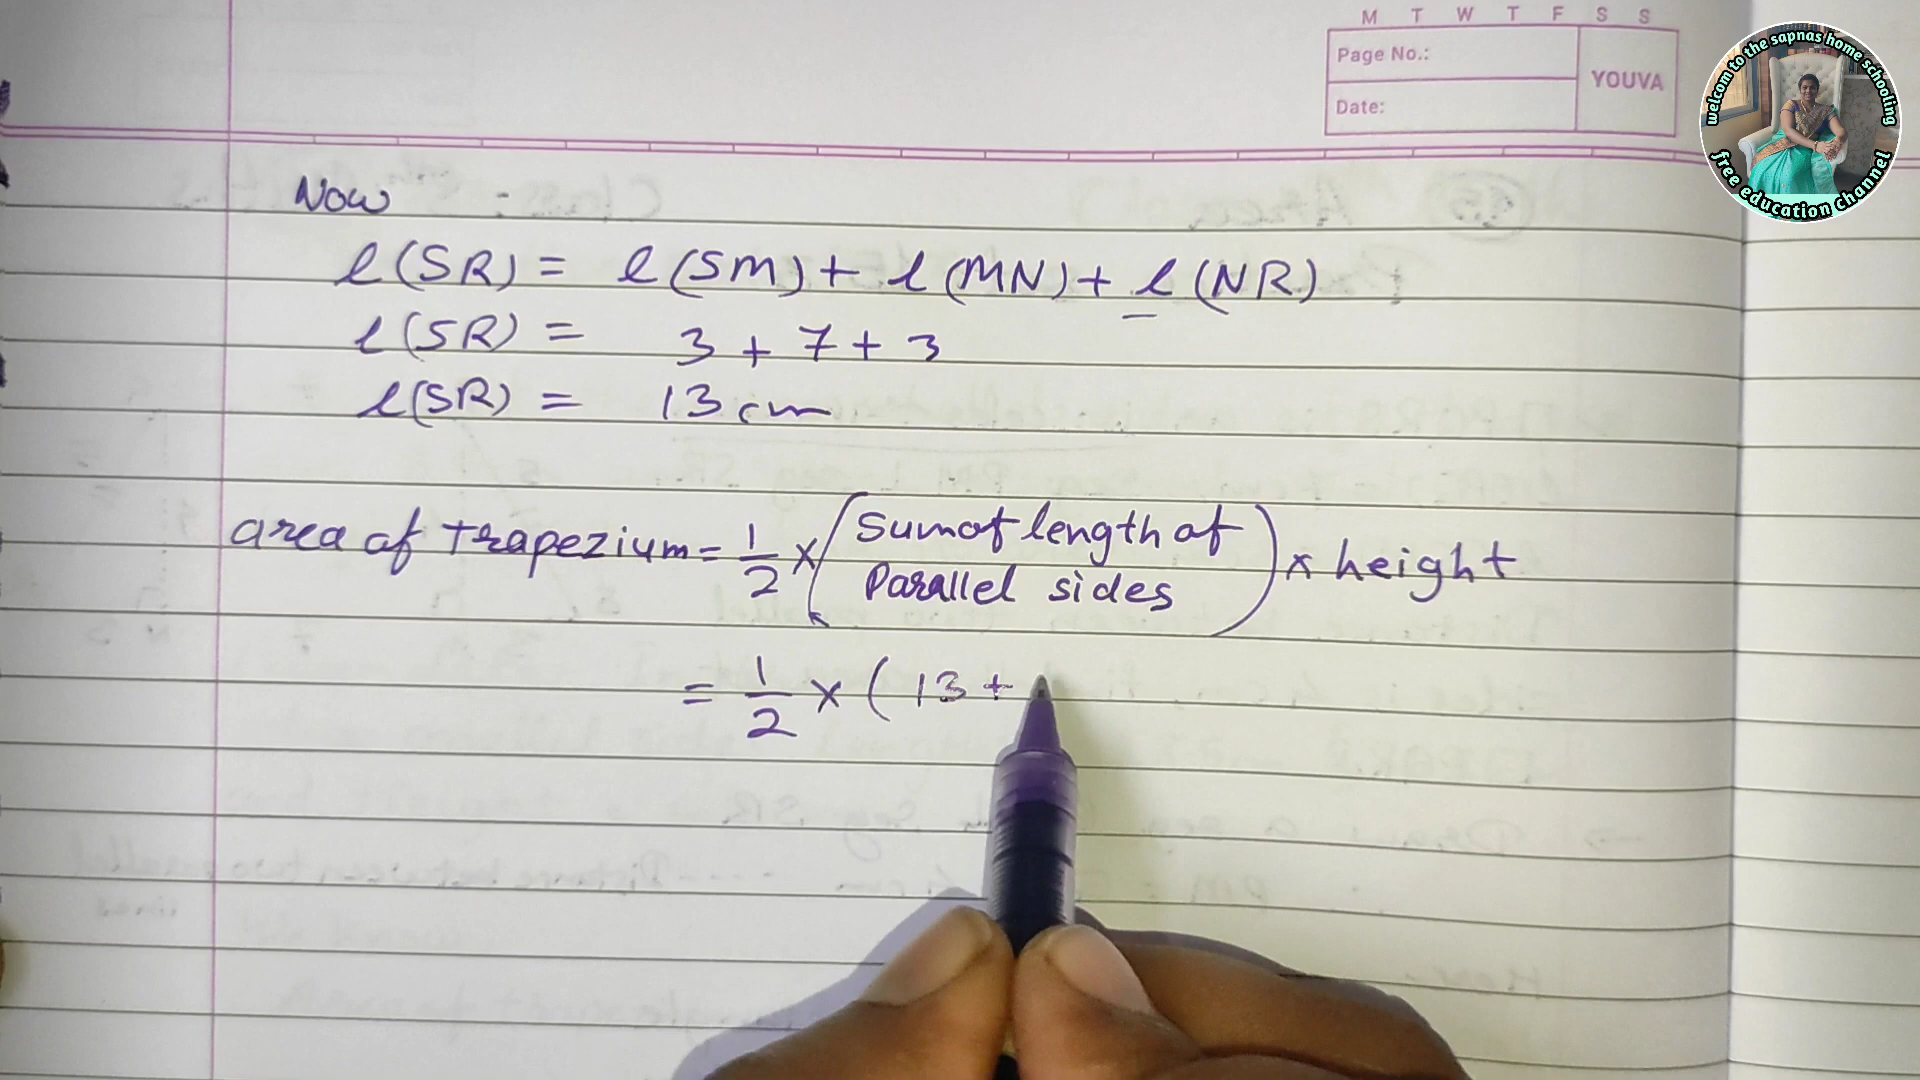 M T W T F S S
Page No.:
YOUVA
Date:
welcom to the sapnas home schooling
free education channel
Now
l(SR) = l(SM) + l(MN) + l(NR)
l(SR) = 3 + 7 + 3
l(SR) = 13 cm
area of trapezium = 1/2 × (Sum of length of Parallel sides) × height
= 1/2 × ( 13 +